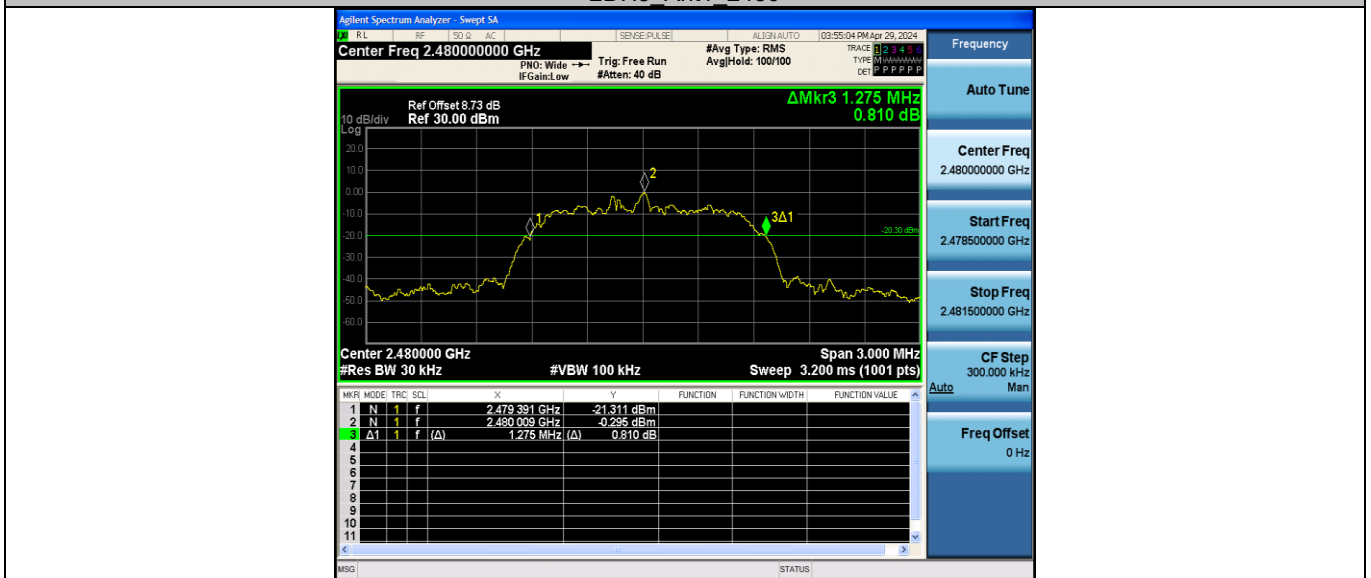 Agilent Spectrum Analyzer - Swept SA
RL RF 50 Ω AC SENSE:PULSE ALIGN AUTO 03:55:04 PM Apr 29, 2024
Center Freq 2.480000000 GHz
PNO: Wide
IFGain:Low
Trig: Free Run
#Atten: 40 dB
#Avg Type: RMS
Avg|Hold: 100/100
TRACE 1 2 3 4 5 6
TYPE M
DET P P P P P P
Frequency
Auto Tune
Center Freq
2.480000000 GHz
Start Freq
2.478500000 GHz
Stop Freq
2.481500000 GHz
CF Step
300.000 kHz
Auto Man
Freq Offset
0 Hz
ΔMkr3 1.275 MHz
0.810 dB
Ref Offset 8.73 dB
10 dB/div Ref 30.00 dBm
Log
20.0
10.0
0.00
-10.0
-20.0
-30.0
-40.0
-50.0
-60.0
1
2
3Δ1
-20.30 dBm
Center 2.480000 GHz Span 3.000 MHz
#Res BW 30 kHz #VBW 100 kHz Sweep 3.200 ms (1001 pts)
MKR MODE TRC SCL X Y FUNCTION FUNCTION WIDTH FUNCTION VALUE
1 N 1 f 2.479 391 GHz -21.311 dBm
2 N 1 f 2.480 009 GHz -0.295 dBm
3 Δ1 1 f (Δ) 1.275 MHz (Δ) 0.810 dB
4
5
6
7
8
9
10
11
MSG STATUS